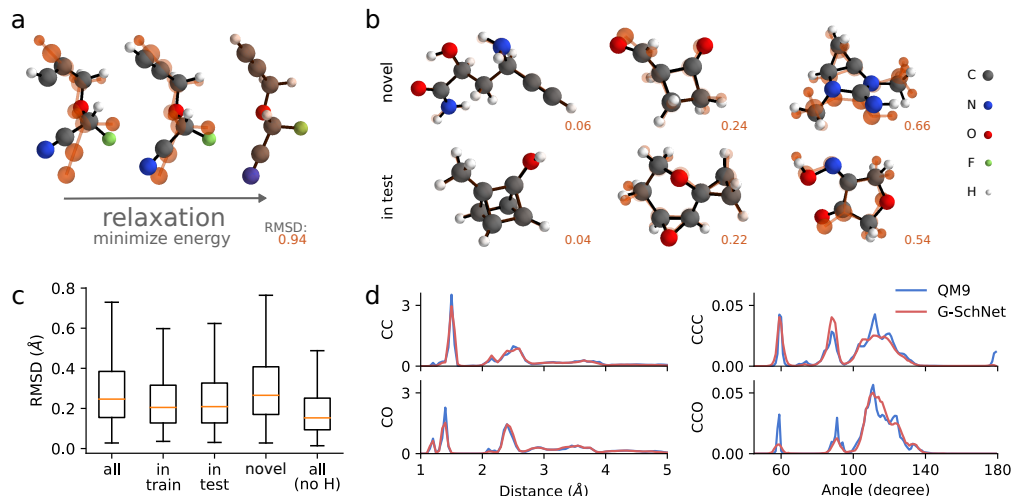 a
relaxation
minimize energy
RMSD:
0.94
b
novel
0.06
0.24
0.66
in test
0.04
0.22
0.54
C
N
O
F
H
c
RMSD (Å)
0.8
0.6
0.4
0.2
0.0
all
in
train
in
test
novel
all
(no H)
d
CC
3
0
CO
3
0
1
2
3
4
5
Distance (Å)
CCC
0.05
0.00
QM9
G-SchNet
CCO
0.05
0.00
60
100
140
180
Angle (degree)